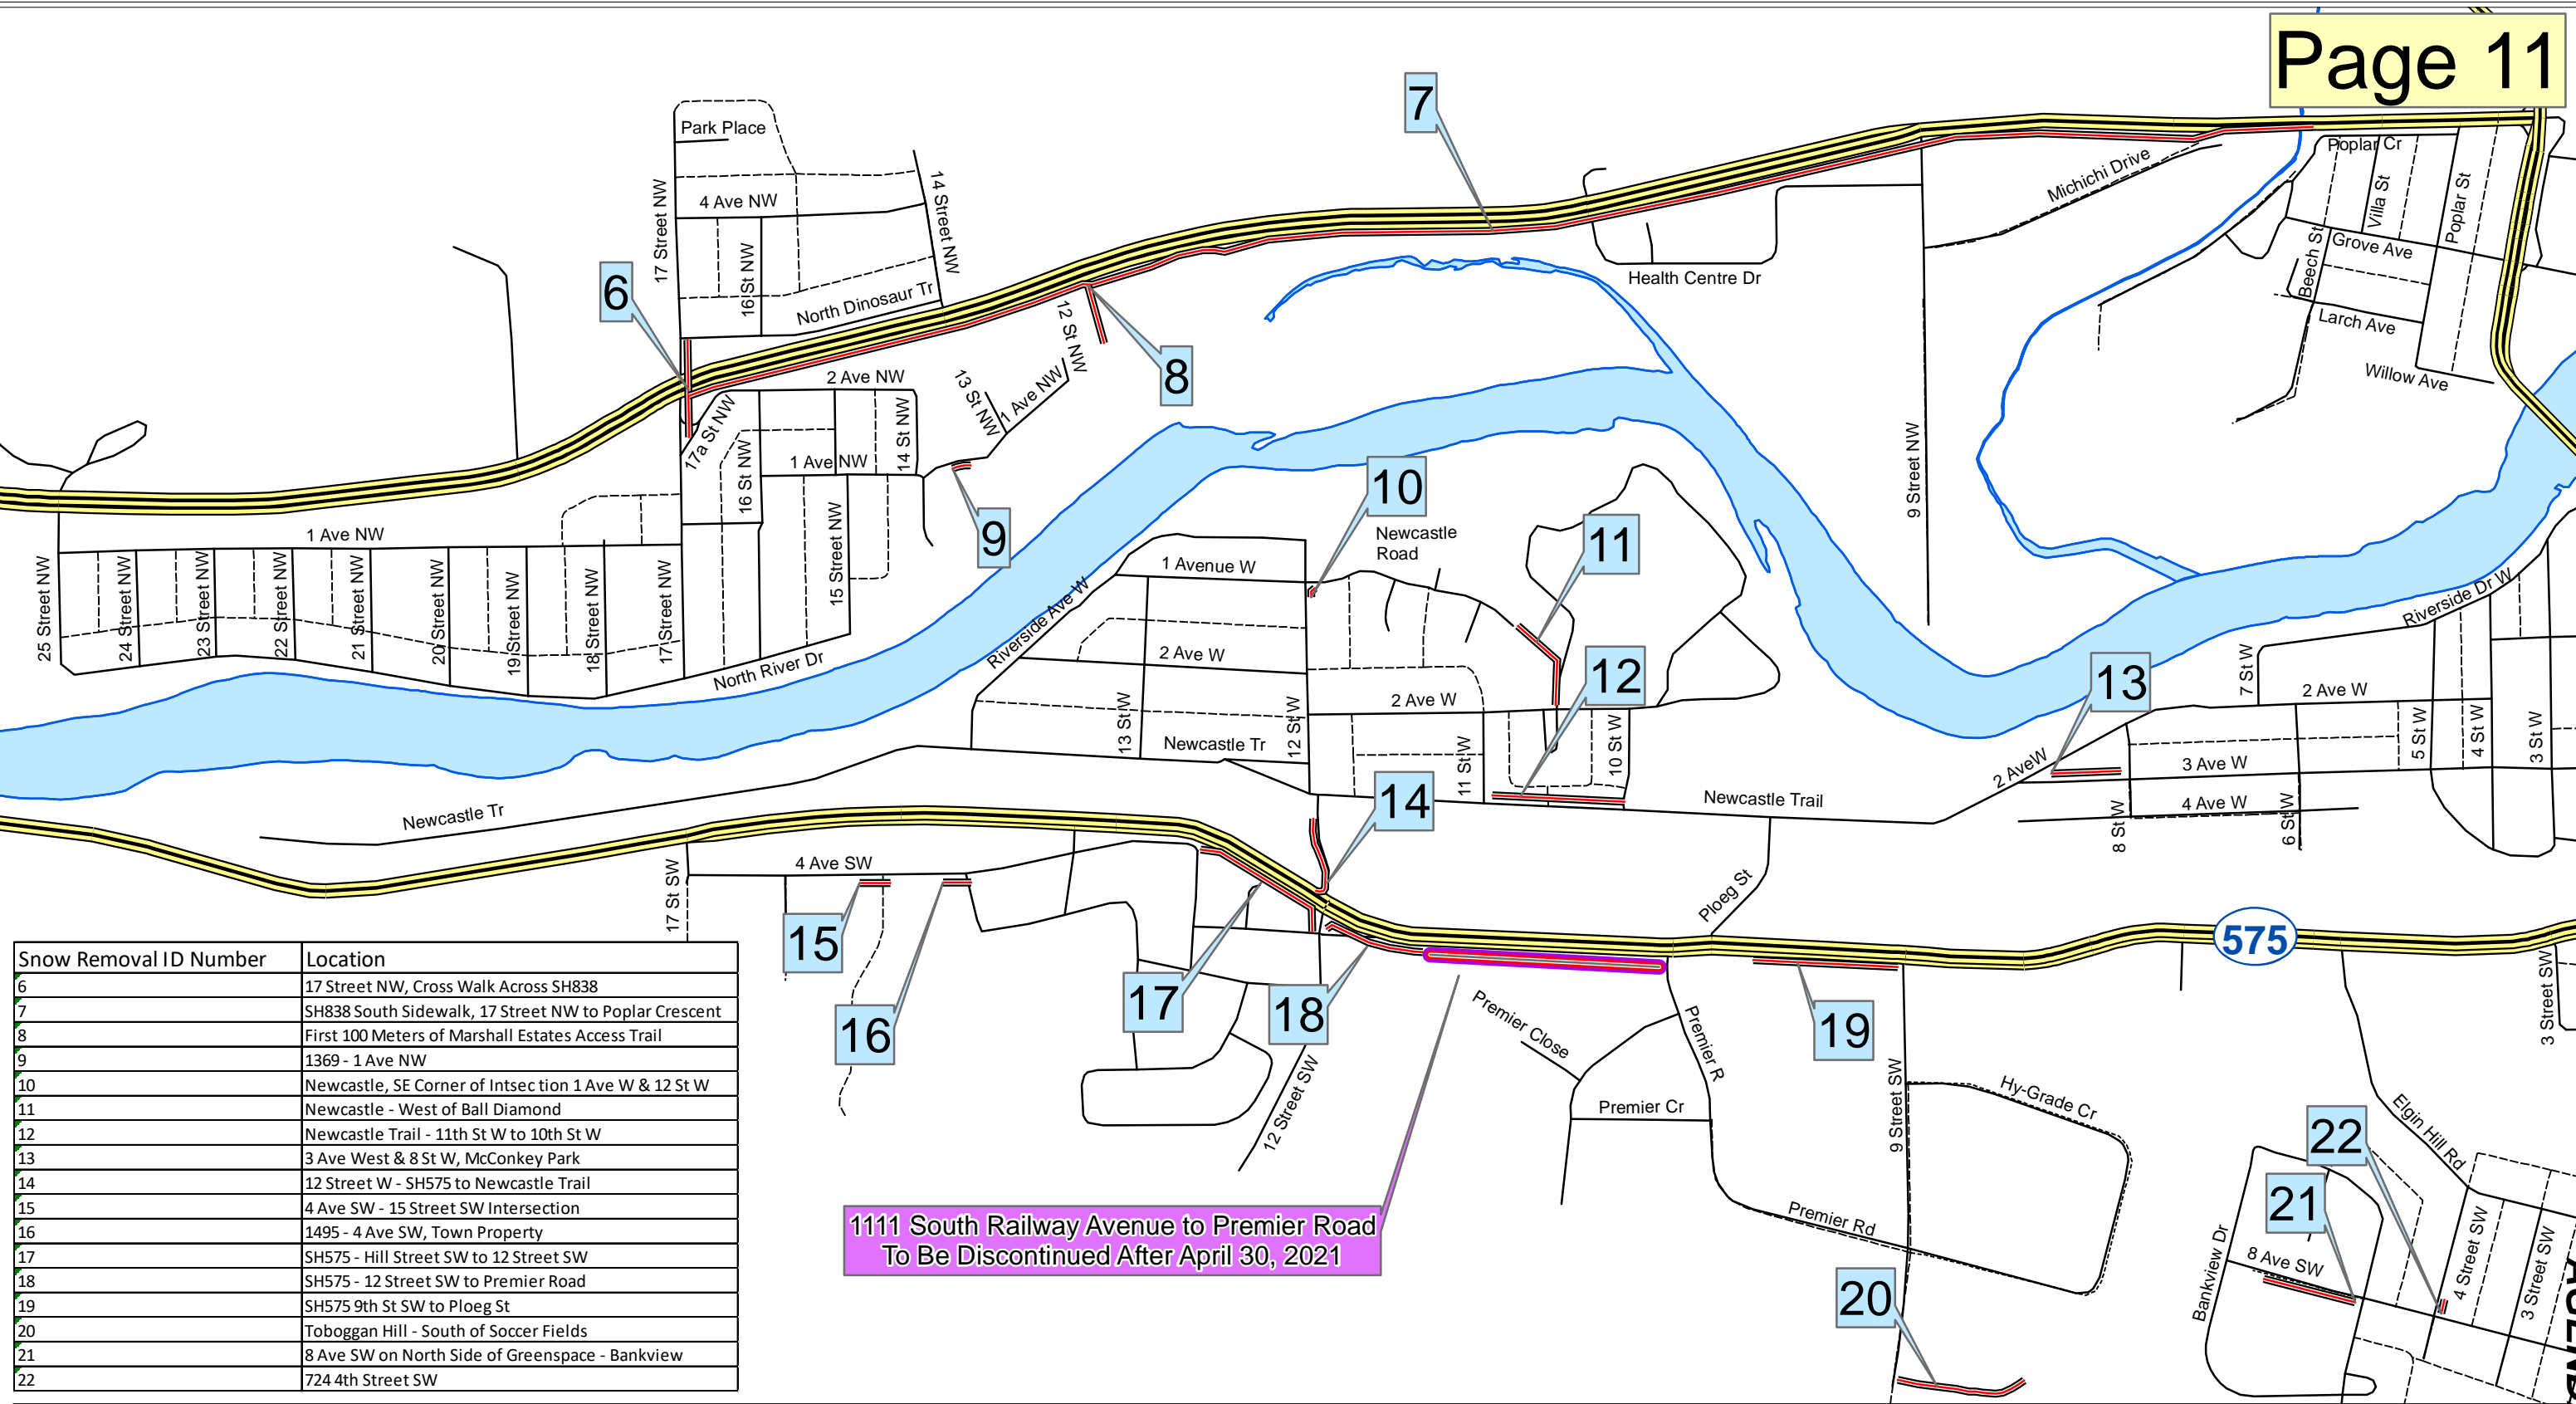 Page 11
7
Park Place
17 Street NW
4 Ave NW
14 Street NW
16 St NW
North Dinosaur Tr
6
12 St NW
8
Health Centre Dr
Michichi Drive
Poplar Cr
Villa St
Poplar St
Grove Ave
Beech St
Larch Ave
Willow Ave
9 Street NW
2 Ave NW
13 St NW
1 Ave NW
17a St NW
14 St NW
16 St NW
1 Ave NW
15 Street NW
9
1 Ave NW
25 Street NW
24 Street NW
23 Street NW
22 Street NW
21 Street NW
20 Street NW
19 Street NW
18 Street NW
17 Street NW
North River Dr
10
Newcastle
Road
11
12
1 Avenue W
Riverside Ave W
2 Ave W
13 St W
12 St W
2 Ave W
Newcastle Tr
11 St W
10 St W
13
Riverside Dr W
7 St W
2 Ave W
5 St W
4 St W
3 St W
2 AveW
3 Ave W
4 Ave W
8 St W
6 St W
14
Newcastle Trail
Newcastle Tr
17 St SW
4 Ave SW
15
16
17
18
Ploeg St
575
19
3 Street SW
Premier Close
Premier R
Premier Cr
12 Street SW
9 Street SW
Hy-Grade Cr
Elgin Hill Rd
Premier Rd
20
21
22
Bankview Dr
8 Ave SW
4 Street SW
3 Street SW
1111 South Railway Avenue to Premier Road
To Be Discontinued After April 30, 2021
Snow Removal ID Number Location
6 17 Street NW, Cross Walk Across SH838
7 SH838 South Sidewalk, 17 Street NW to Poplar Crescent
8 First 100 Meters of Marshall Estates Access Trail
9 1369 - 1 Ave NW
10 Newcastle, SE Corner of Intsec tion 1 Ave W & 12 St W
11 Newcastle - West of Ball Diamond
12 Newcastle Trail - 11th St W to 10th St W
13 3 Ave West & 8 St W, McConkey Park
14 12 Street W - SH575 to Newcastle Trail
15 4 Ave SW - 15 Street SW Intersection
16 1495 - 4 Ave SW, Town Property
17 SH575 - Hill Street SW to 12 Street SW
18 SH575 - 12 Street SW to Premier Road
19 SH575 9th St SW to Ploeg St
20 Toboggan Hill - South of Soccer Fields
21 8 Ave SW on North Side of Greenspace - Bankview
22 724 4th Street SW